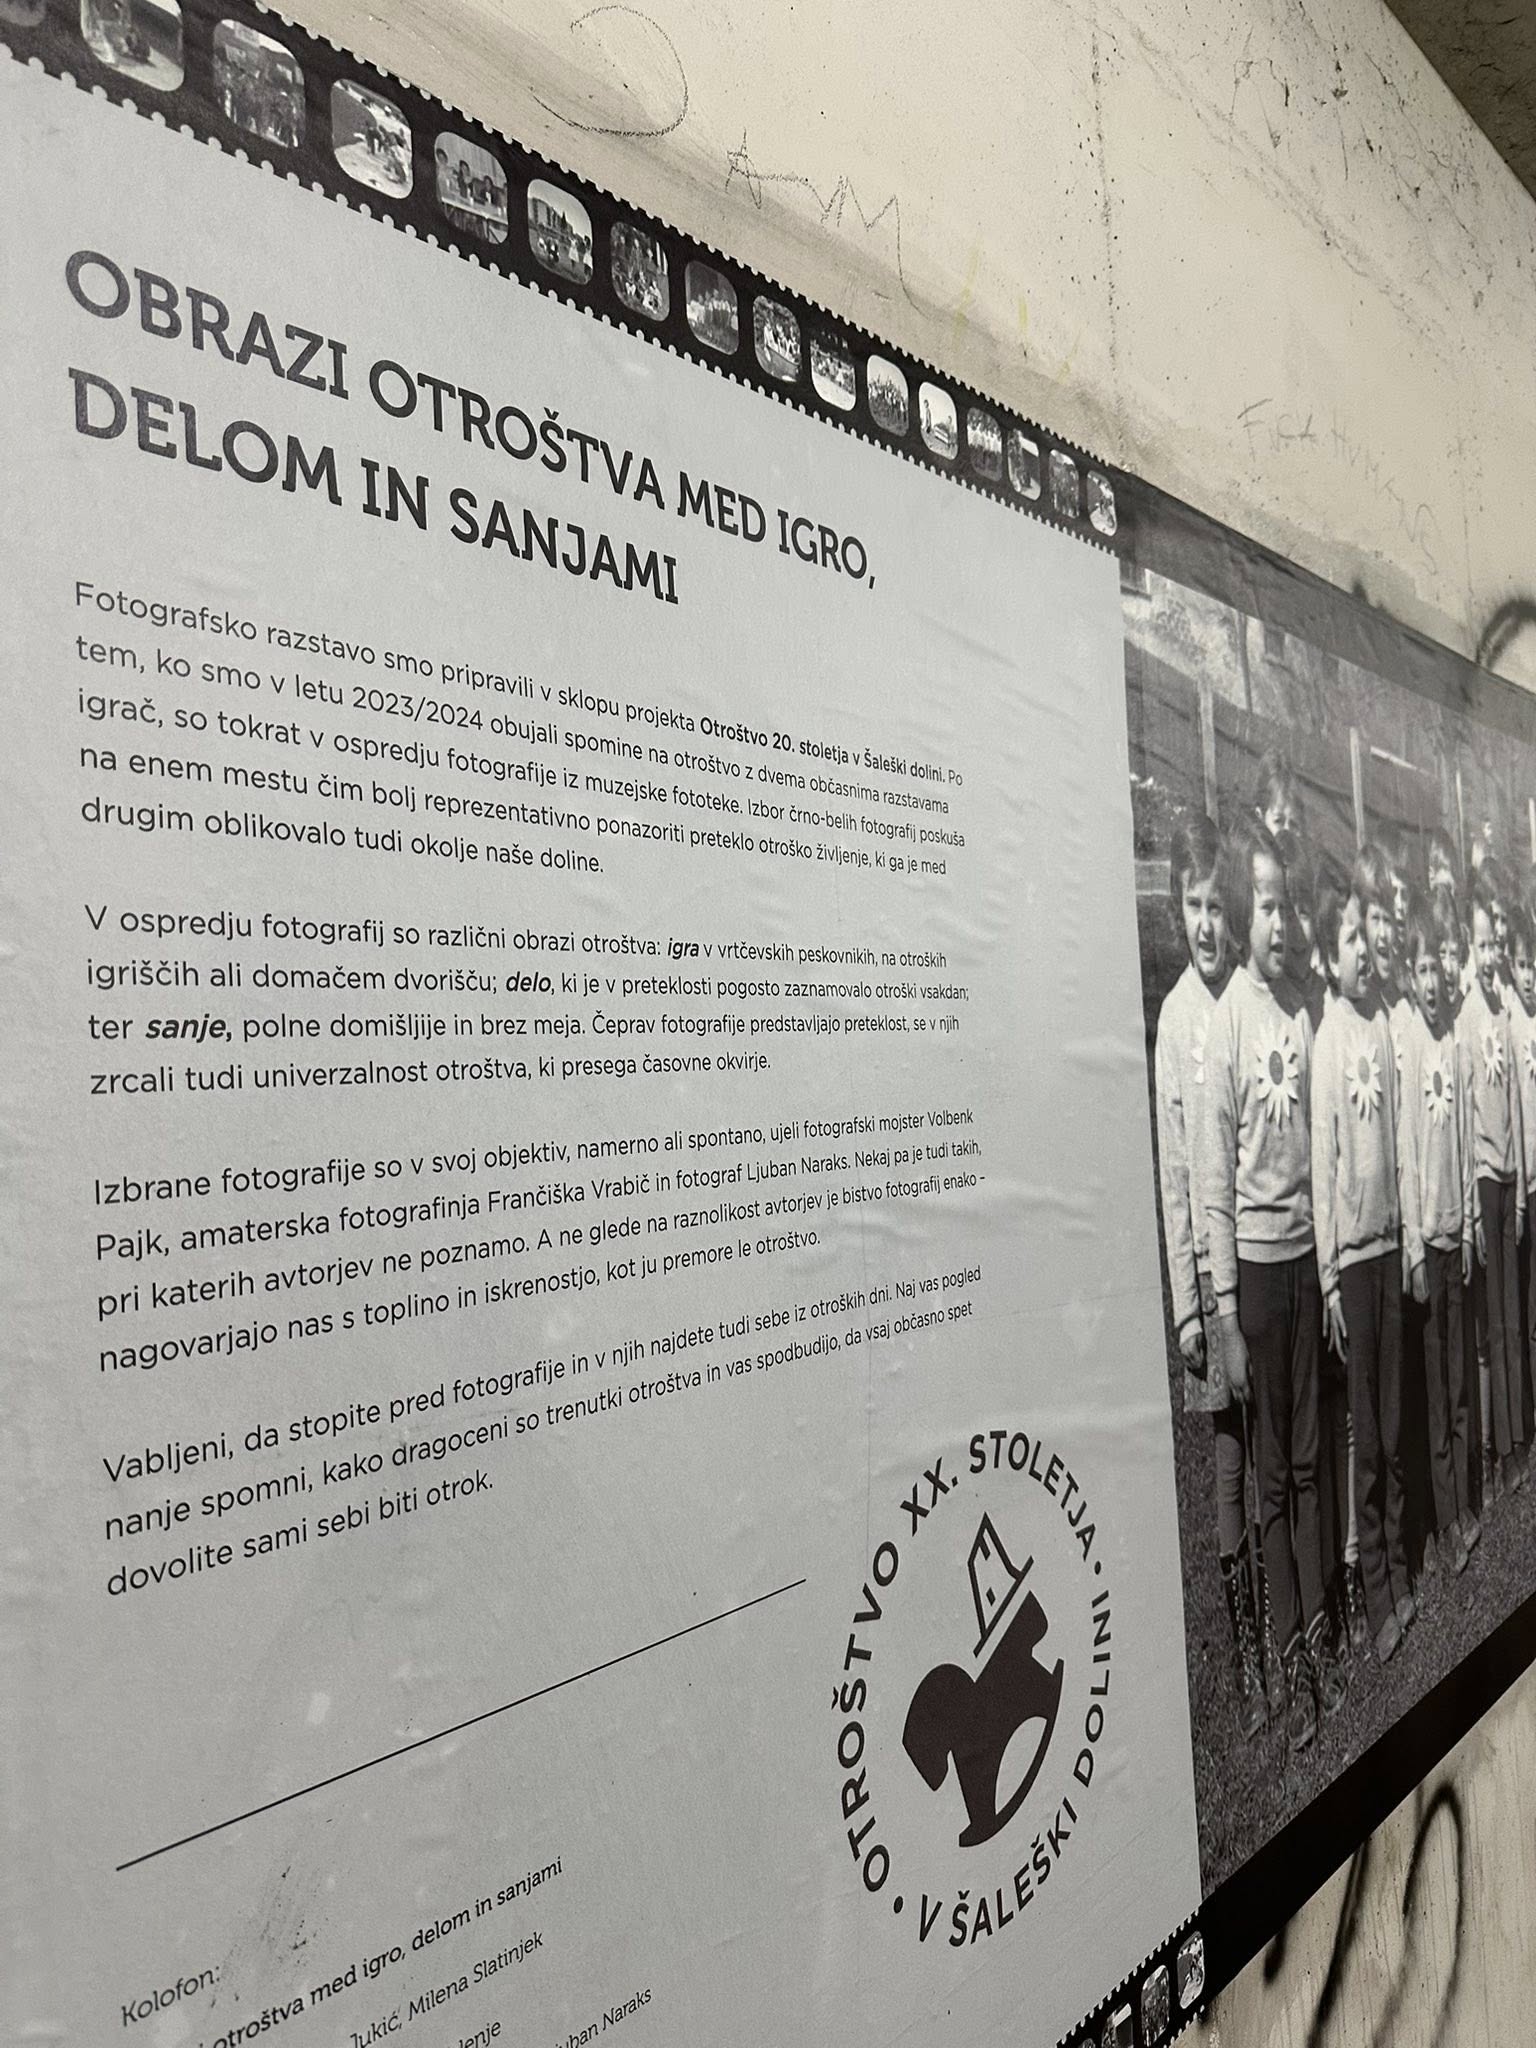 OBRAZI OTROŠTVA MED IGRO,
DELOM IN SANJAMI
Fotografsko razstavo smo pripravili v sklopu projekta Otroštvo 20. stoletja v Šaleški dolini. Po
tem, ko smo v letu 2023/2024 obujali spomine na otroštvo z dvema občasnima razstavama
igrač, so tokrat v ospredju fotografije iz muzejske fototeke. Izbor črno-belih fotografij poskuša
na enem mestu čim bolj reprezentativno ponazoriti preteklo otroško življenje, ki ga je med
drugim oblikovalo tudi okolje naše doline.
V ospredju fotografij so različni obrazi otroštva: igra v vrtčevskih peskovnikih, na otroških
igriščih ali domačem dvorišču; delo, ki je v preteklosti pogosto zaznamovalo otroški vsakdan;
ter sanje, polne domišljije in brez meja. Čeprav fotografije predstavljajo preteklost, se v njih
zrcali tudi univerzalnost otroštva, ki presega časovne okvirje.
Izbrane fotografije so v svoj objektiv, namerno ali spontano, ujeli fotografski mojster Volbenk
Pajk, amaterska fotografinja Frančiška Vrabič in fotograf Ljuban Naraks. Nekaj pa je tudi takih,
pri katerih avtorjev ne poznamo. A ne glede na raznolikost avtorjev je bistvo fotografij enako -
nagovarjajo nas s toplino in iskrenostjo, kot ju premore le otroštvo.
Vabljeni, da stopite pred fotografije in v njih najdete tudi sebe iz otroških dni. Naj vas pogled
nanje spomni, kako dragoceni so trenutki otroštva in vas spodbudijo, da vsaj občasno spet
dovolite sami sebi biti otrok.
• OTROŠTVO XX. STOLETJA •
V ŠALEŠKI DOLINI
Kolofon:
otroštva med igro, delom in sanjami
Jukić, Milena Slatinjek
lenje
uban Naraks